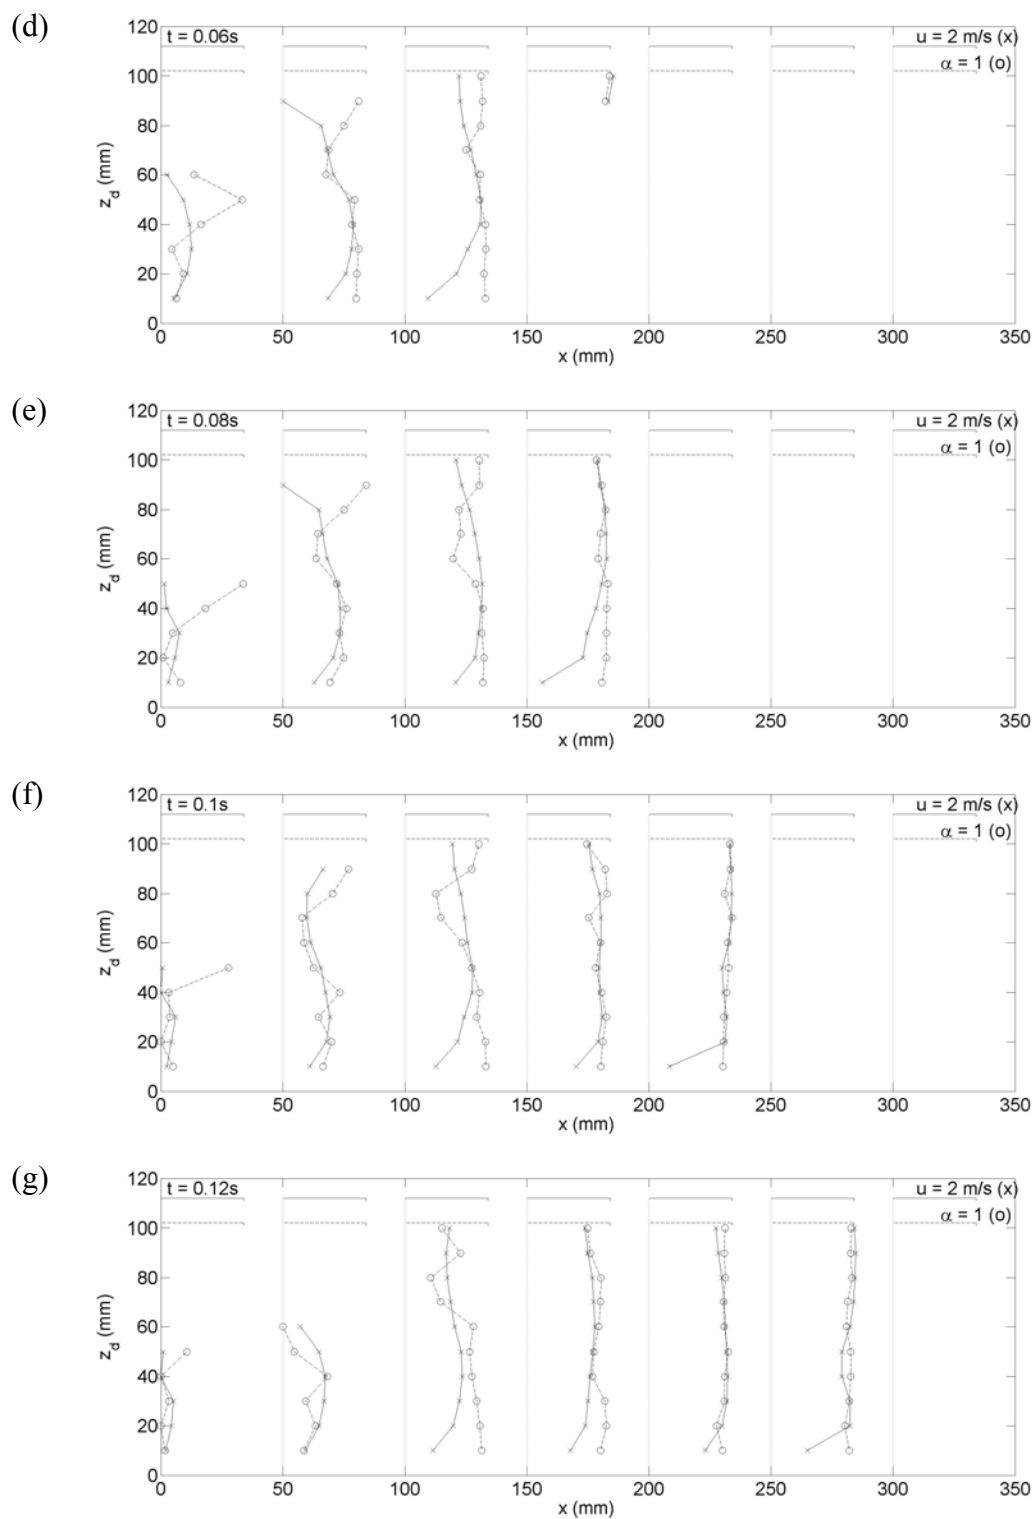 (d)
120
t = 0.06s
u = 2 m/s (x)
α = 1 (o)
100
80
60
40
20
0
z_d (mm)
0 50 100 150 200 250 300 350
x (mm)
(e)
120
t = 0.08s
u = 2 m/s (x)
α = 1 (o)
100
80
60
40
20
0
z_d (mm)
0 50 100 150 200 250 300 350
x (mm)
(f)
120
t = 0.1s
u = 2 m/s (x)
α = 1 (o)
100
80
60
40
20
0
z_d (mm)
0 50 100 150 200 250 300 350
x (mm)
(g)
120
t = 0.12s
u = 2 m/s (x)
α = 1 (o)
100
80
60
40
20
0
z_d (mm)
0 50 100 150 200 250 300 350
x (mm)